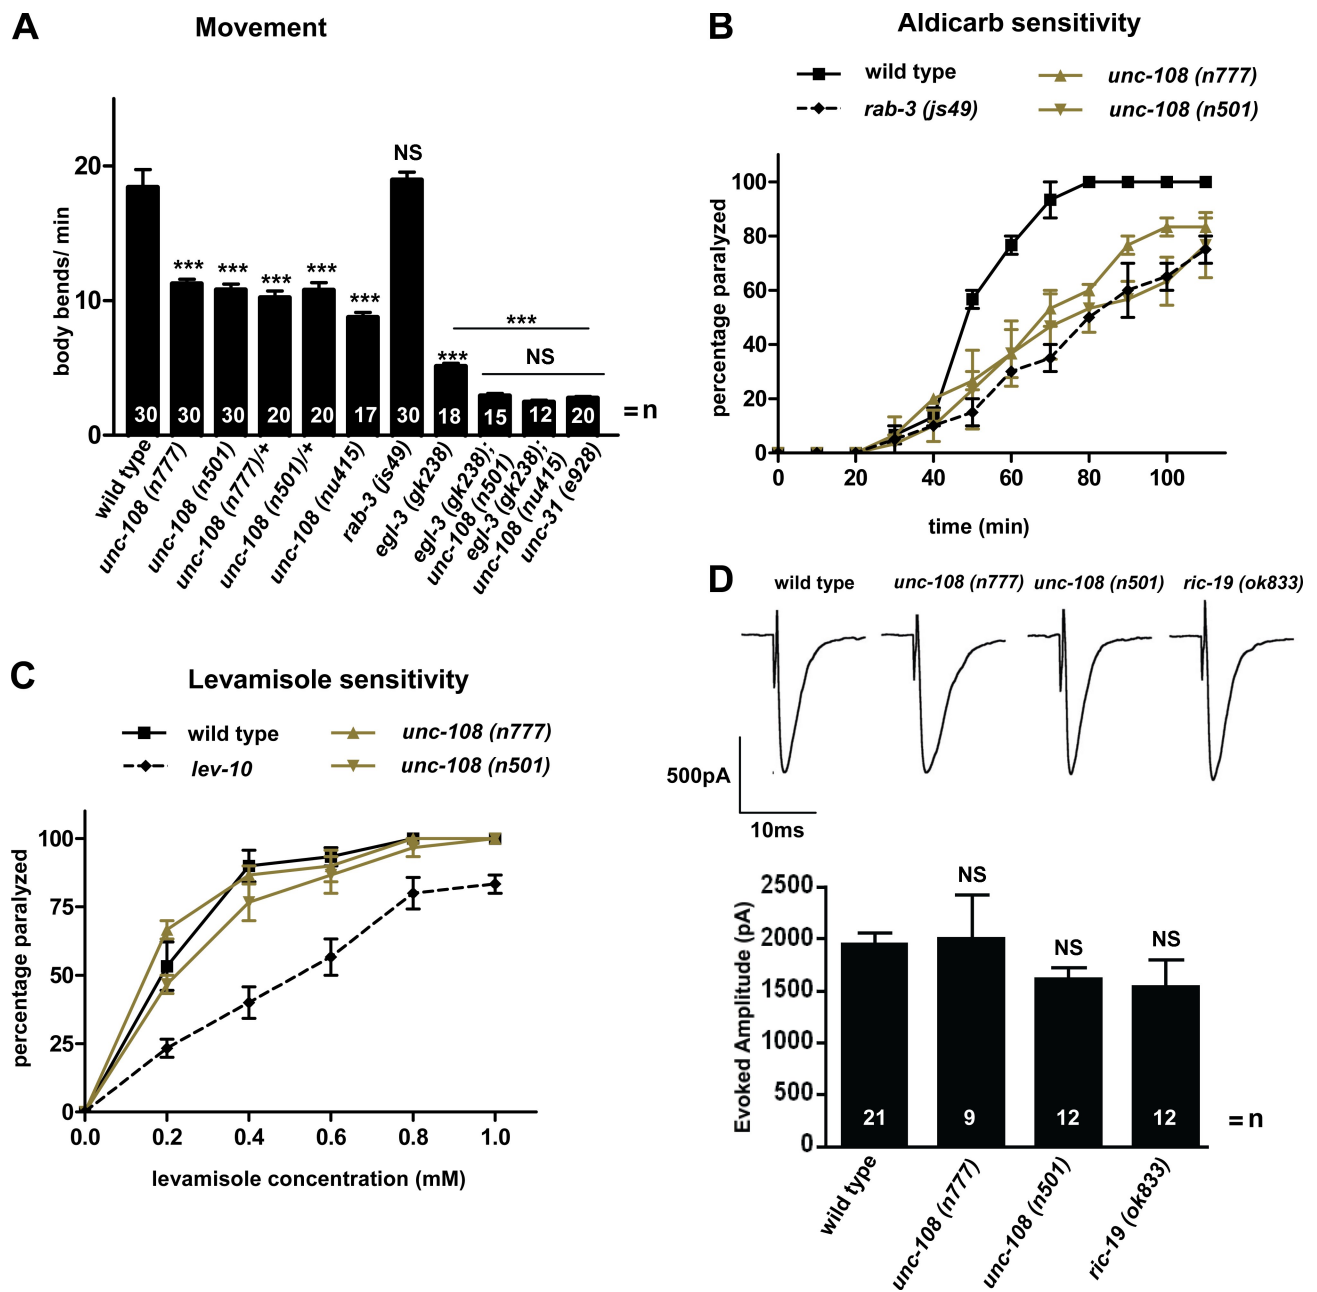 A
Movement
body bends/ min
20
10
0
NS
***
***
***
***
***
***
***
NS
30
30
30
20
20
17
30
18
15
12
20
= n
wild type
unc-108 (n777)
unc-108 (n501)
unc-108 (n777)/+
unc-108 (n501)/+
unc-108 (nu415)
rab-3 (js49)
egl-3 (gk238)
egl-3 (gk238);
unc-108 (n501)
egl-3 (gk238);
unc-108 (nu415)
unc-31 (e928)
B
Aldicarb sensitivity
wild type
unc-108 (n777)
rab-3 (js49)
unc-108 (n501)
percentage paralyzed
100
80
60
40
20
0
0
20
40
60
80
100
time (min)
C
Levamisole sensitivity
wild type
unc-108 (n777)
lev-10
unc-108 (n501)
percentage paralyzed
100
75
50
25
0
0.0
0.2
0.4
0.6
0.8
1.0
levamisole concentration (mM)
D
wild type
unc-108 (n777)
unc-108 (n501)
ric-19 (ok833)
500pA
10ms
Evoked Amplitude (pA)
2500
2000
1500
1000
500
0
NS
NS
NS
21
9
12
12
= n
wild type
unc-108 (n777)
unc-108 (n501)
ric-19 (ok833)